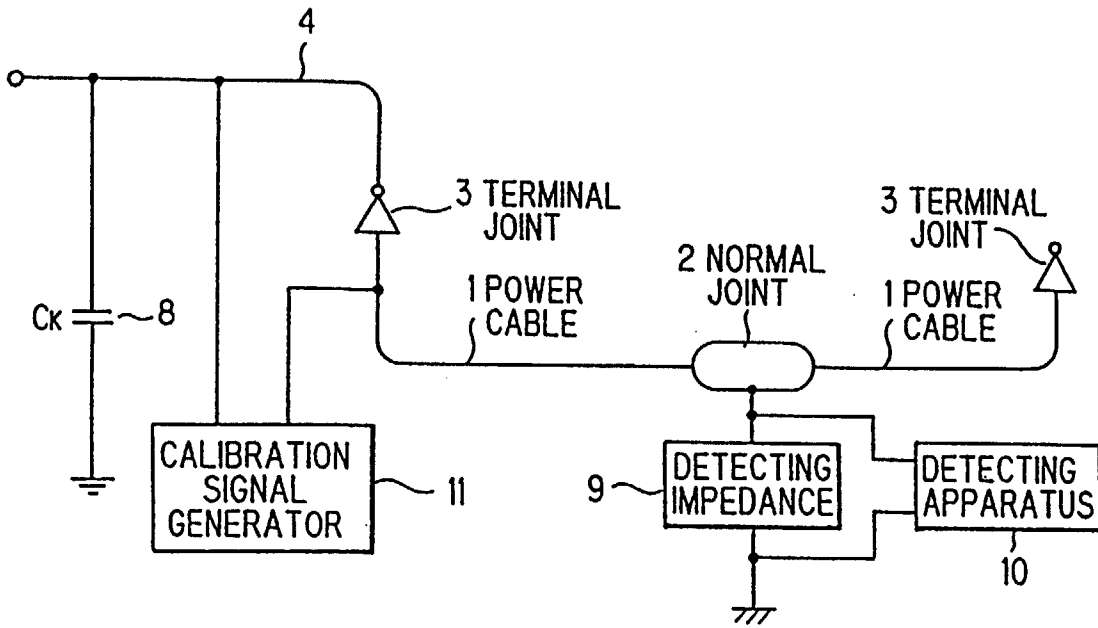 4
3 TERMINAL
JOINT
3 TERMINAL
JOINT
2 NORMAL
JOINT
1 POWER
CABLE
1 POWER
CABLE
CK
8
CALIBRATION
SIGNAL
GENERATOR
11
9
DETECTING
IMPEDANCE
DETECTING
APPARATUS
10